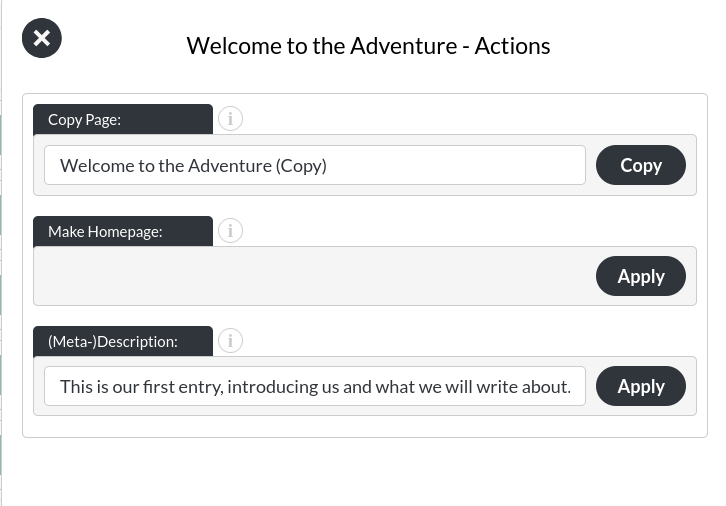 Welcome to the Adventure - Actions
Copy Page:
i
Welcome to the Adventure (Copy)
Copy
Make Homepage:
i
Apply
(Meta-)Description:
i
This is our first entry, introducing us and what we will write about.
Apply